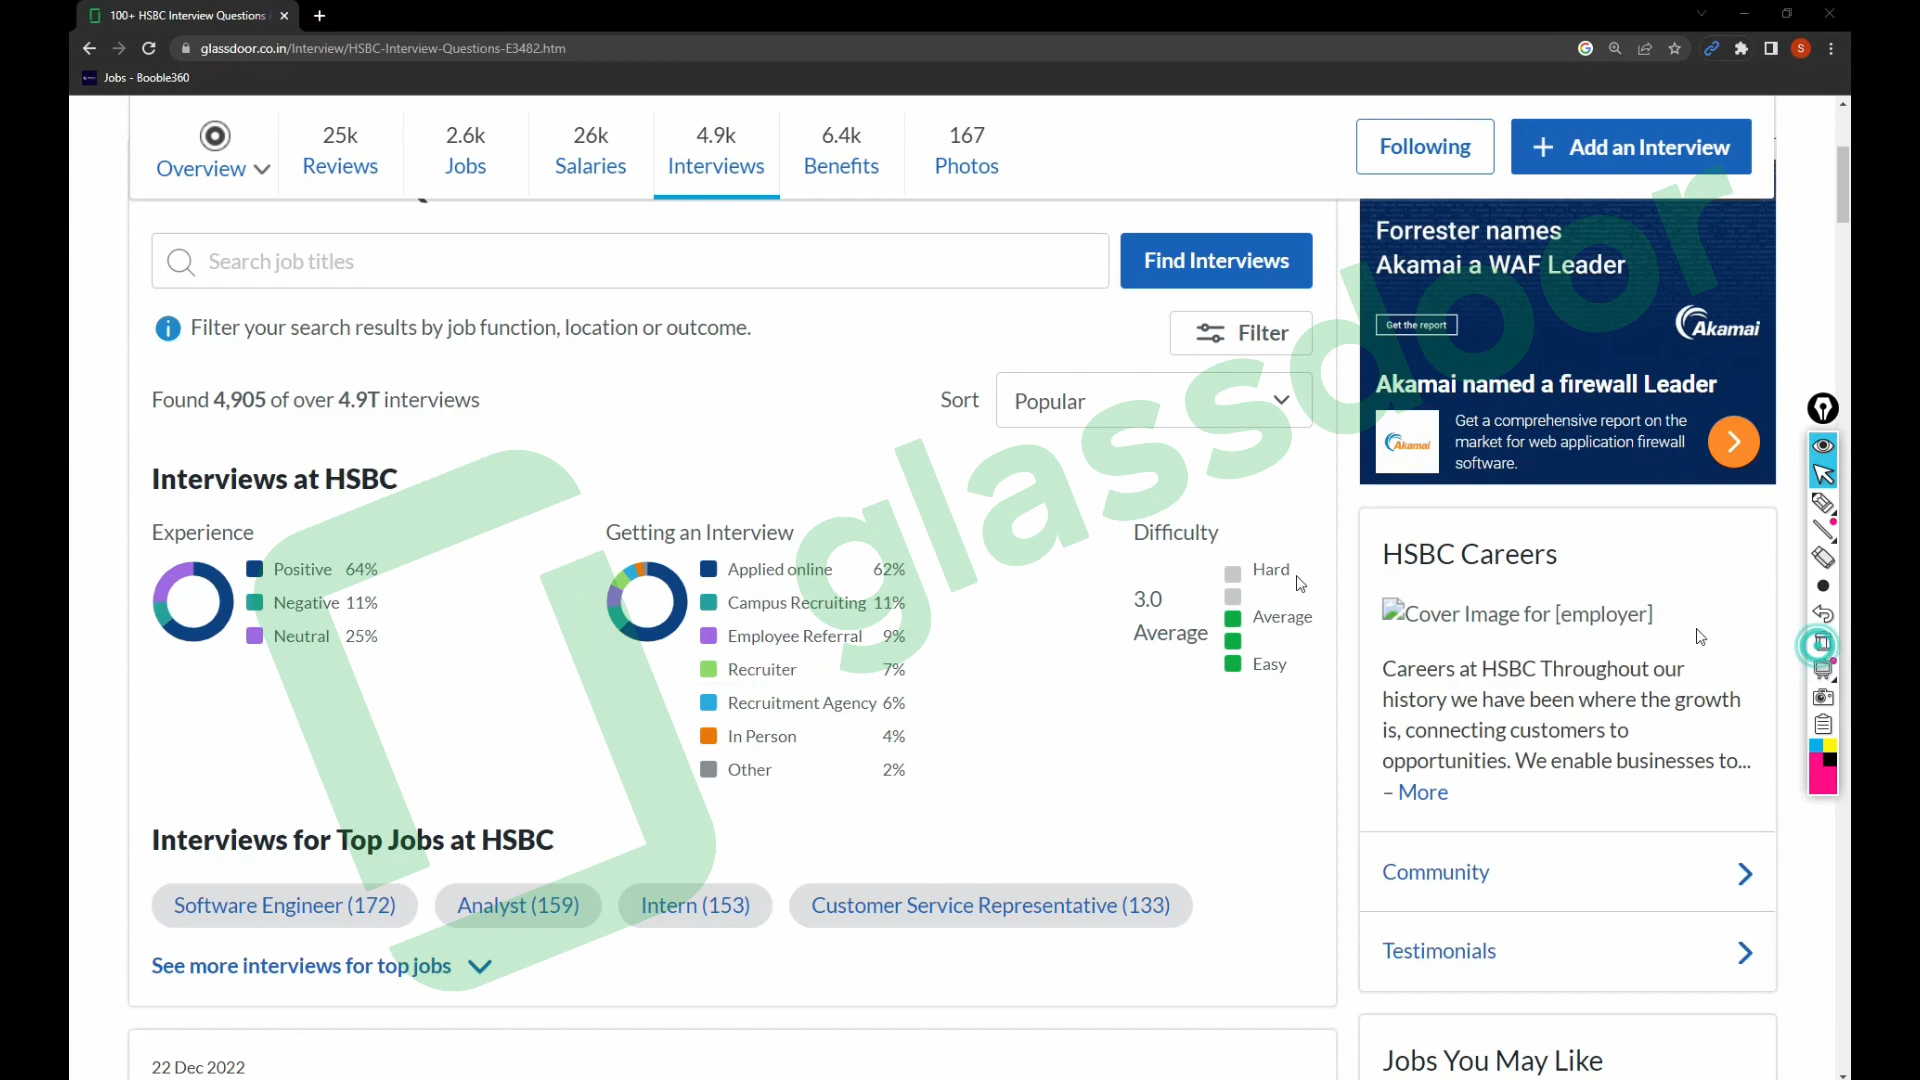 100+ HSBC Interview Questions
glassdoor.co.in/Interview/HSBC-Interview-Questions-E3482.htm
S
Jobs - Booble360
Overview
25k
Reviews
2.6k
Jobs
26k
Salaries
4.9k
Interviews
6.4k
Benefits
167
Photos
Following
+ Add an Interview
Search job titles
Find Interviews
Filter your search results by job function, location or outcome.
Filter
Found 4,905 of over 4.9T interviews
Sort
Popular
Interviews at HSBC
Experience
Positive 64%
Negative 11%
Neutral 25%
Getting an Interview
Applied online 62%
Campus Recruiting 11%
Employee Referral 9%
Recruiter 7%
Recruitment Agency 6%
In Person 4%
Other 2%
Difficulty
3.0
Average
Hard
Average
Easy
Interviews for Top Jobs at HSBC
Software Engineer (172)
Analyst (159)
Intern (153)
Customer Service Representative (133)
See more interviews for top jobs
22 Dec 2022
Forrester names
Akamai a WAF Leader
Get the report
Akamai
Akamai named a firewall Leader
Akamai
Get a comprehensive report on the
market for web application firewall
software.
HSBC Careers
Cover Image for [employer]
Careers at HSBC Throughout our
history we have been where the growth
is, connecting customers to
opportunities. We enable businesses to...
– More
Community
Testimonials
Jobs You May Like
glassdoor